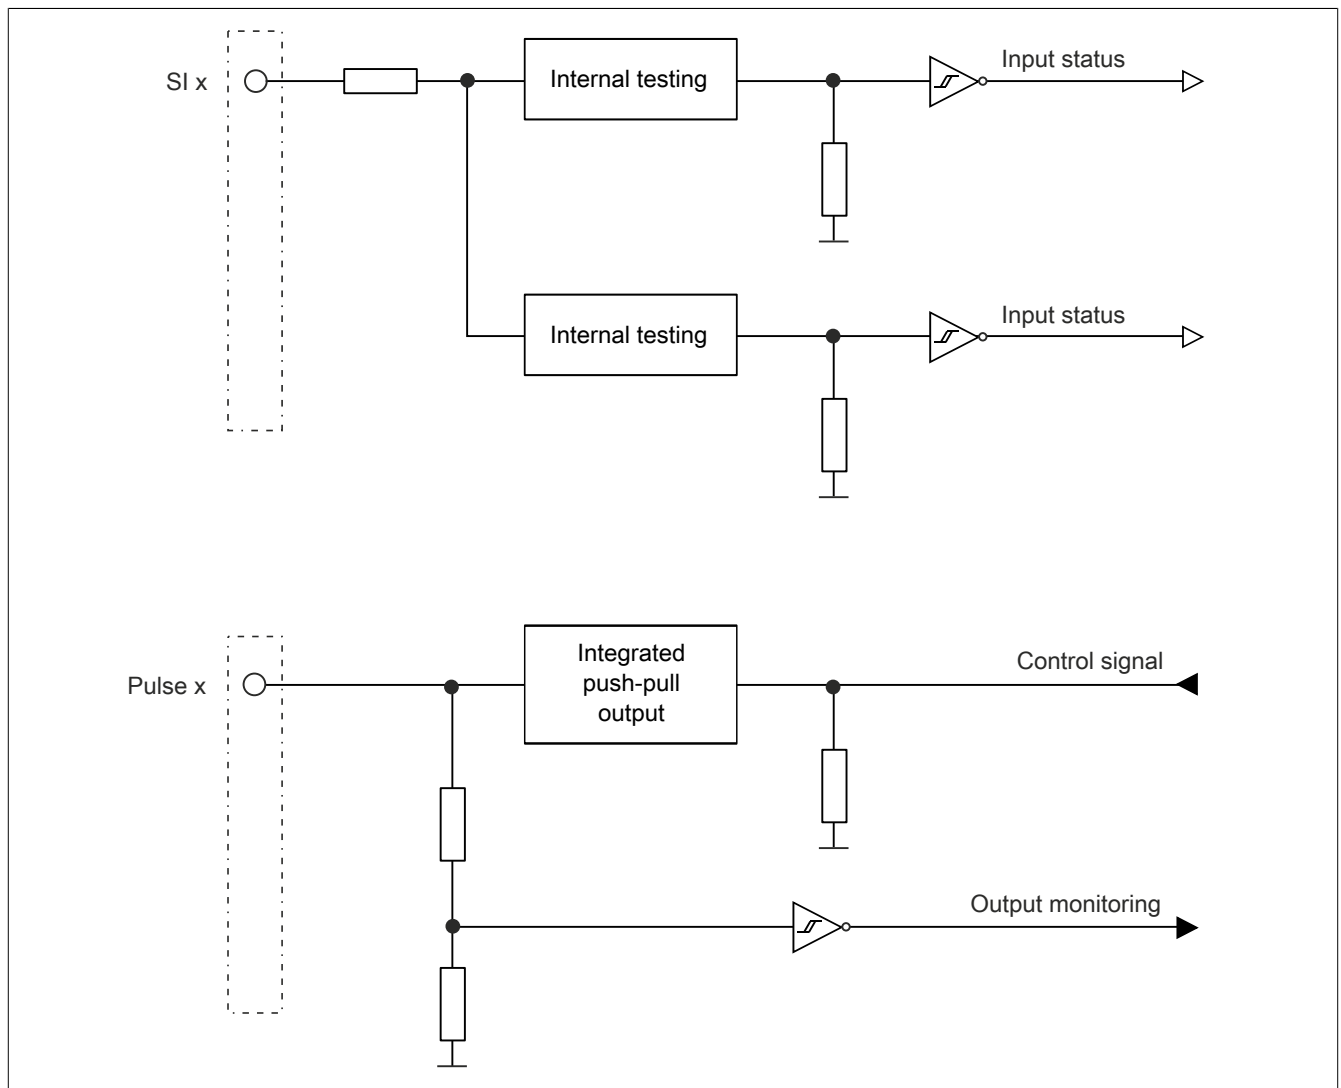 Input status
SI x
Internal testing
Input status
Internal testing
Integrated
push-pull
output
Control signal
Pulse x
Output monitoring